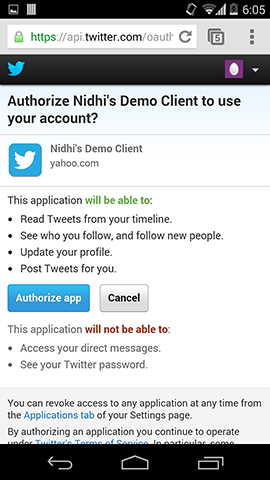 6:05
https://api.twitter.com/oauth
5
Authorize Nidhi's Demo Client to use
your account?
Nidhi's Demo Client
yahoo.com
This application will be able to:
• Read Tweets from your timeline.
• See who you follow, and follow new people.
• Update your profile.
• Post Tweets for you.
Authorize app
Cancel
This application will not be able to:
• Access your direct messages.
• See your Twitter password.
You can revoke access to any application at any time from
the Applications tab of your Settings page.
By authorizing an application you continue to operate
under Twitter's Terms of Service. In particular, some